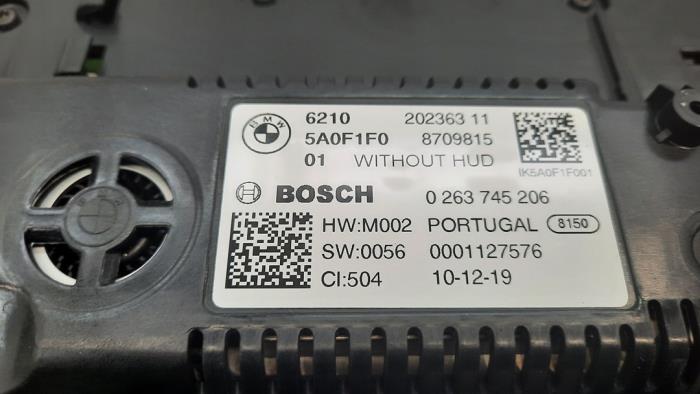 BMW
6210 202363 11
5A0F1F0 8709815
01 WITHOUT HUD
IK5A0F1F001
BOSCH 0 263 745 206
HW:M002 PORTUGAL 8150
SW:0056 0001127576
CI:504 10-12-19